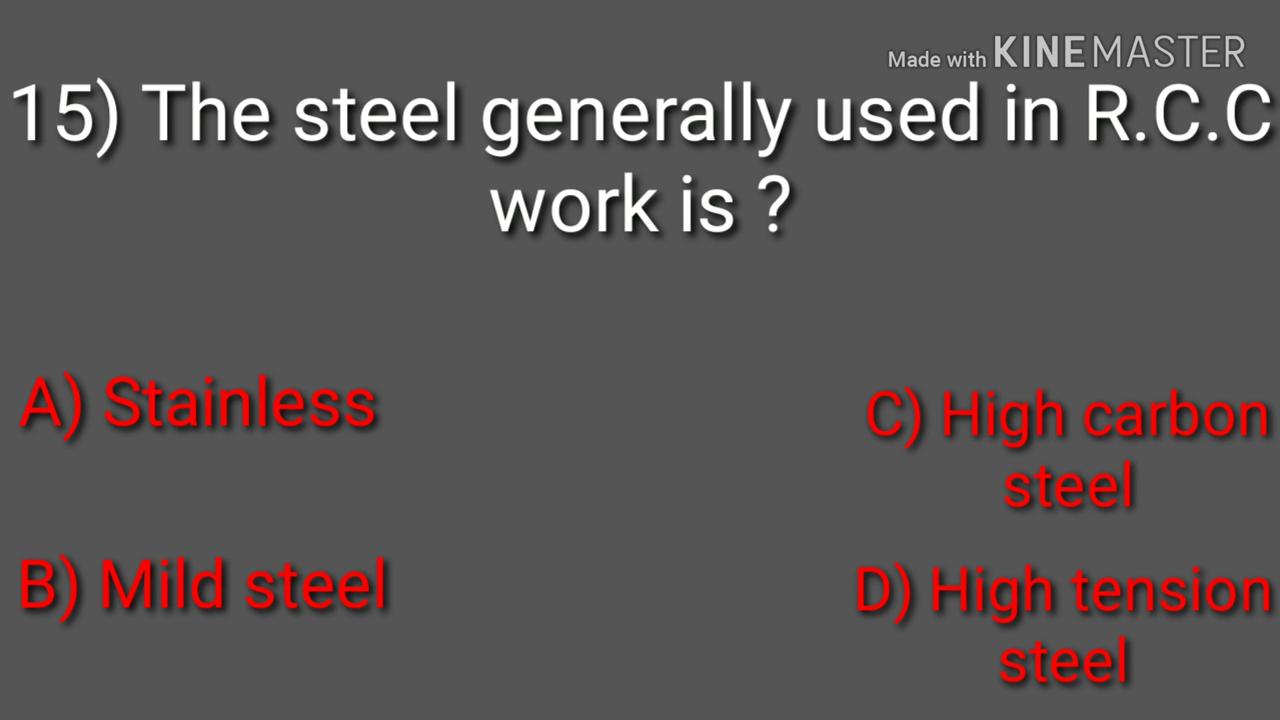 Made with KINEMASTER
15) The steel generally used in R.C.C
work is ?
A) Stainless
B) Mild steel
C) High carbon
steel
D) High tension
steel